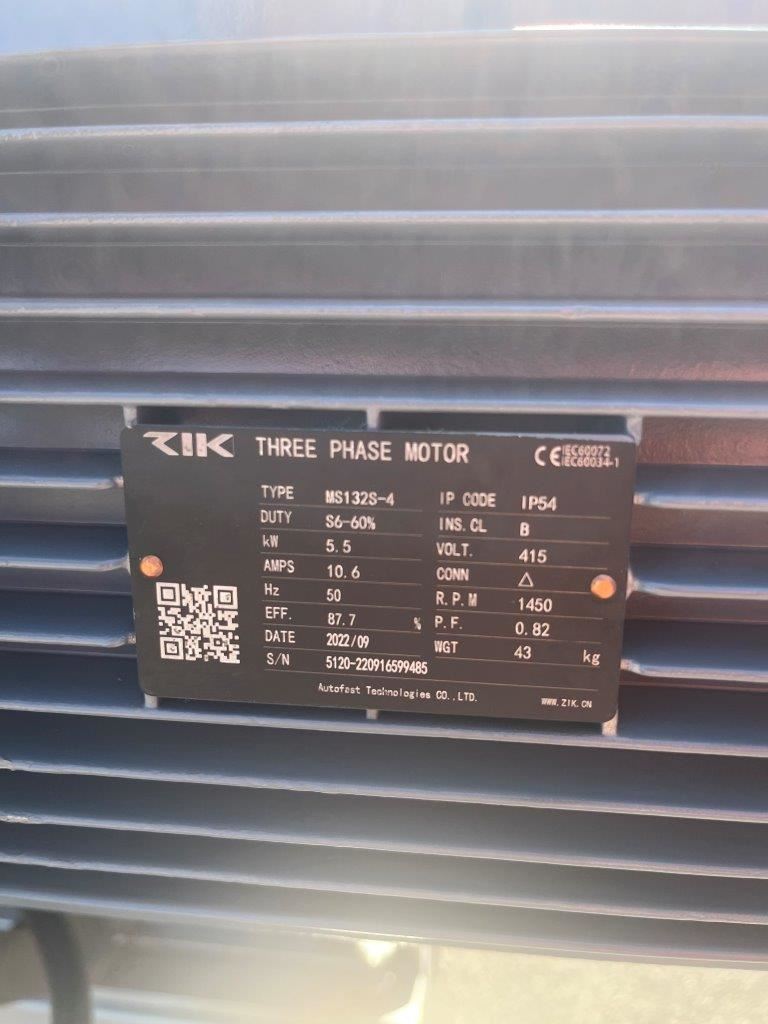 ZIK THREE PHASE MOTOR CE IEC60072
IEC60034-1
TYPE MS132S-4 IP CODE IP54
DUTY S6-60% INS.CL B
kW 5.5 VOLT. 415
AMPS 10.6 CONN △
Hz 50 R.P.M 1450
EFF. 87.7 % P.F. 0.82
DATE 2022/09 WGT 43 kg
S/N 5120-220916599485
Autofast Technologies CO.,LTD. www.ZIK.CN